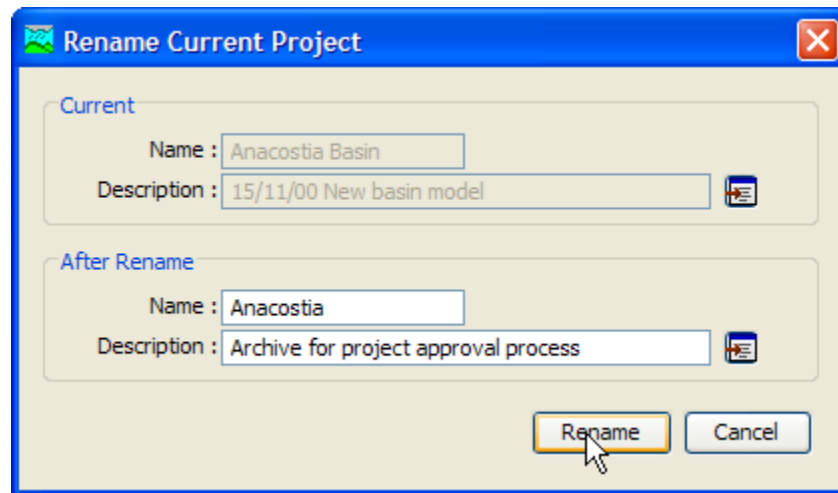 Rename Current Project
Current
Name : Anacostia Basin
Description : 15/11/00 New basin model
After Rename
Name : Anacostia
Description : Archive for project approval process
Rename Cancel